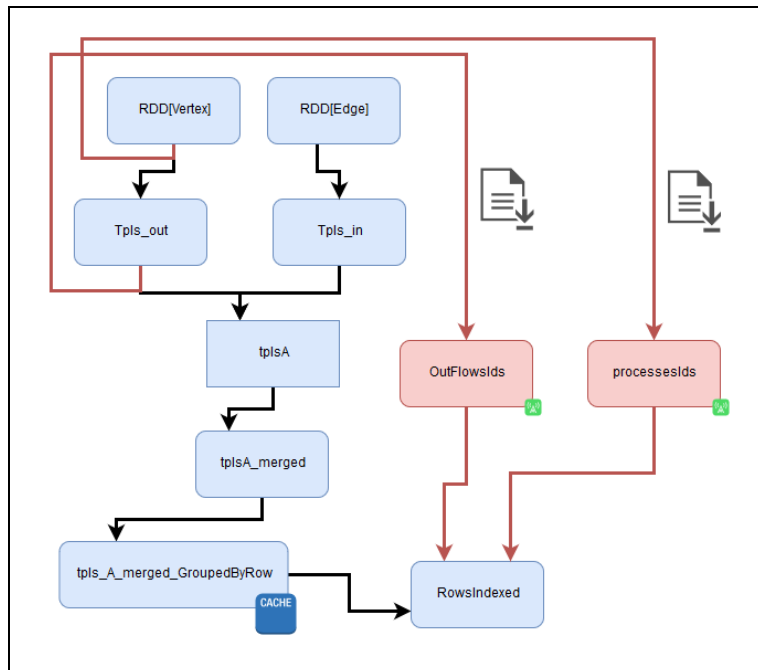 RDD[Vertex]
RDD[Edge]
Tpls_out
Tpls_in
tplsA
OutFlowsIds
processesIds
tplsA_merged
tpls_A_merged_GroupedByRow
CACHE
RowsIndexed